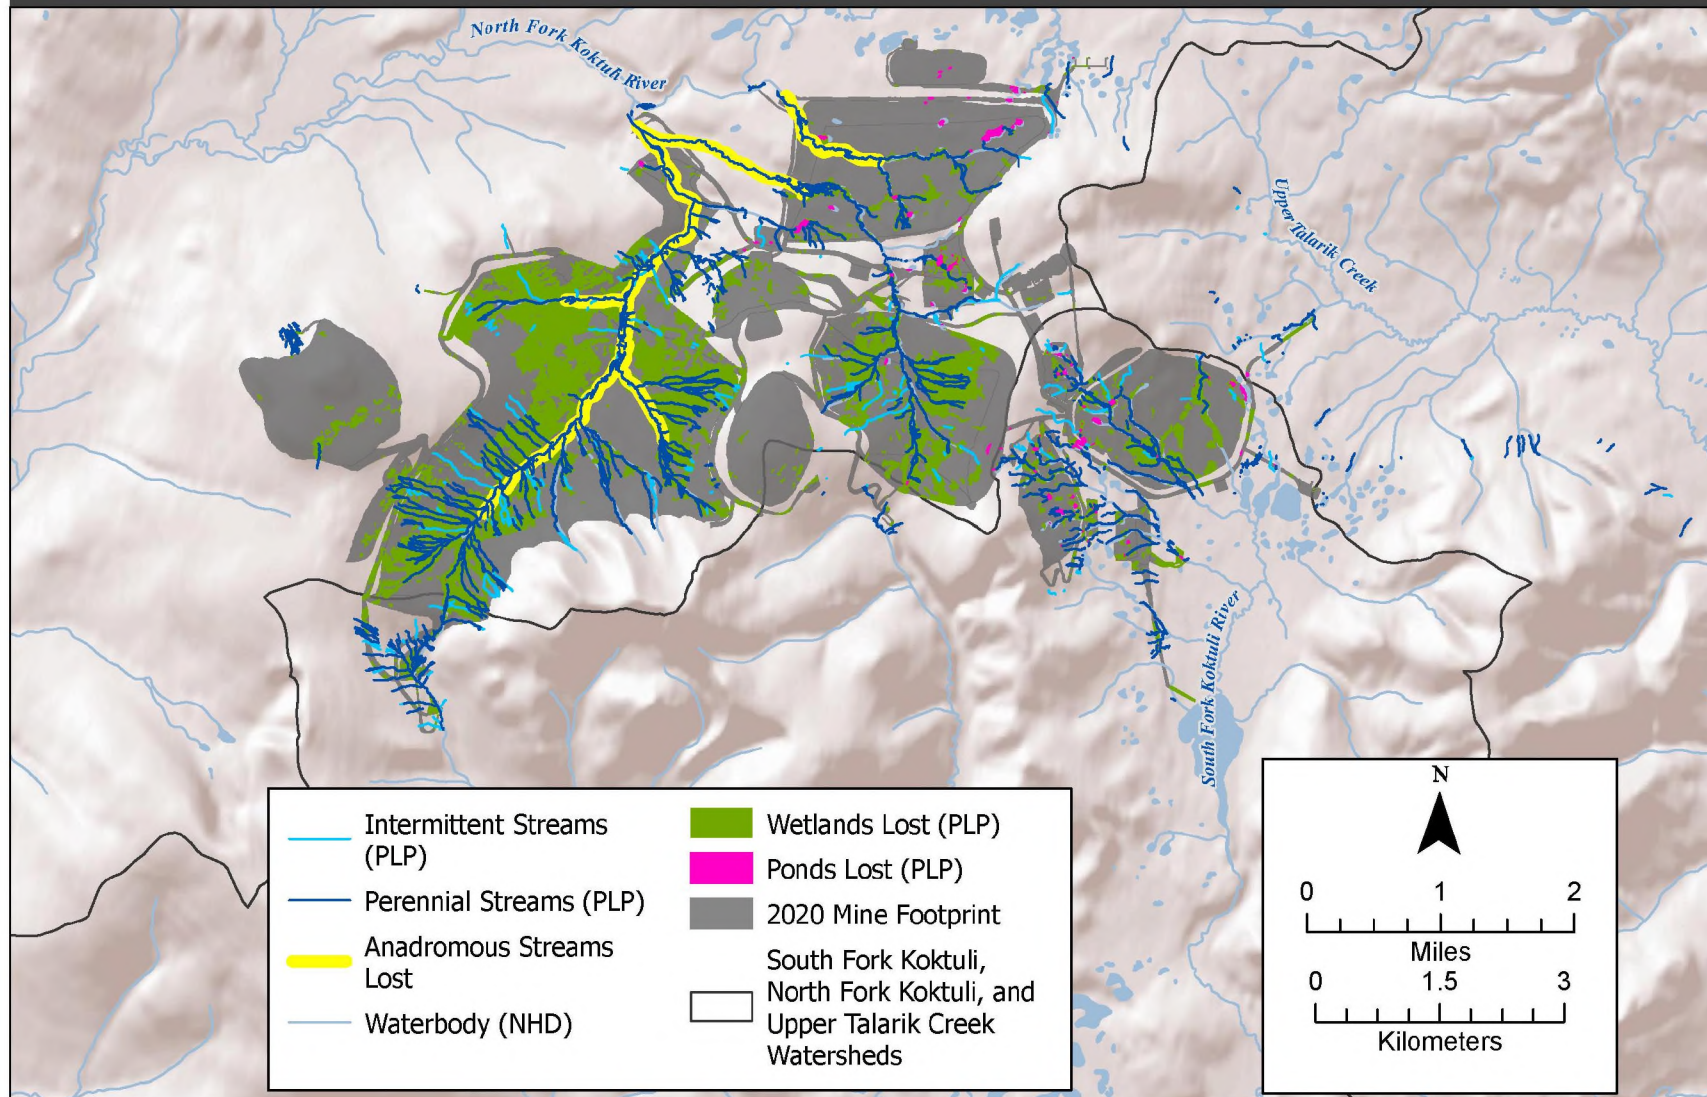 North Fork Koktuli River
Upper Talarik Creek
South Fork Koktuli River
Intermittent Streams
(PLP)
Perennial Streams (PLP)
Anadromous Streams
Lost
Waterbody (NHD)
Wetlands Lost (PLP)
Ponds Lost (PLP)
2020 Mine Footprint
South Fork Koktuli,
North Fork Koktuli, and
Upper Talarik Creek
Watersheds
N
0 1 2
Miles
0 1.5 3
Kilometers